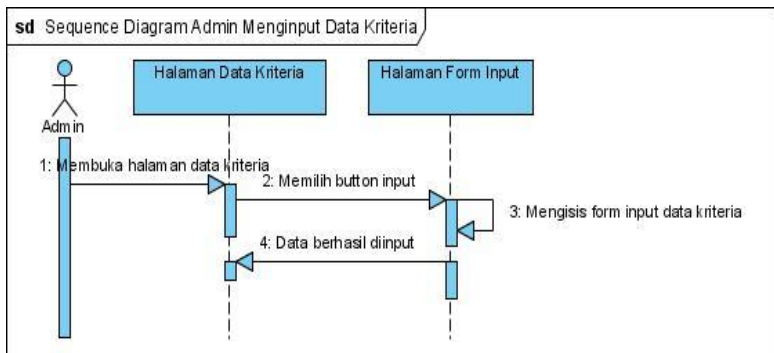 sd Sequence Diagram Admin Menginput Data Kriteria
Halaman Data Kriteria
Halaman Form Input
Admin
1: Membuka halaman data kriteria
2: Memilih button input
3: Mengisis form input data kriteria
4: Data berhasil diinput